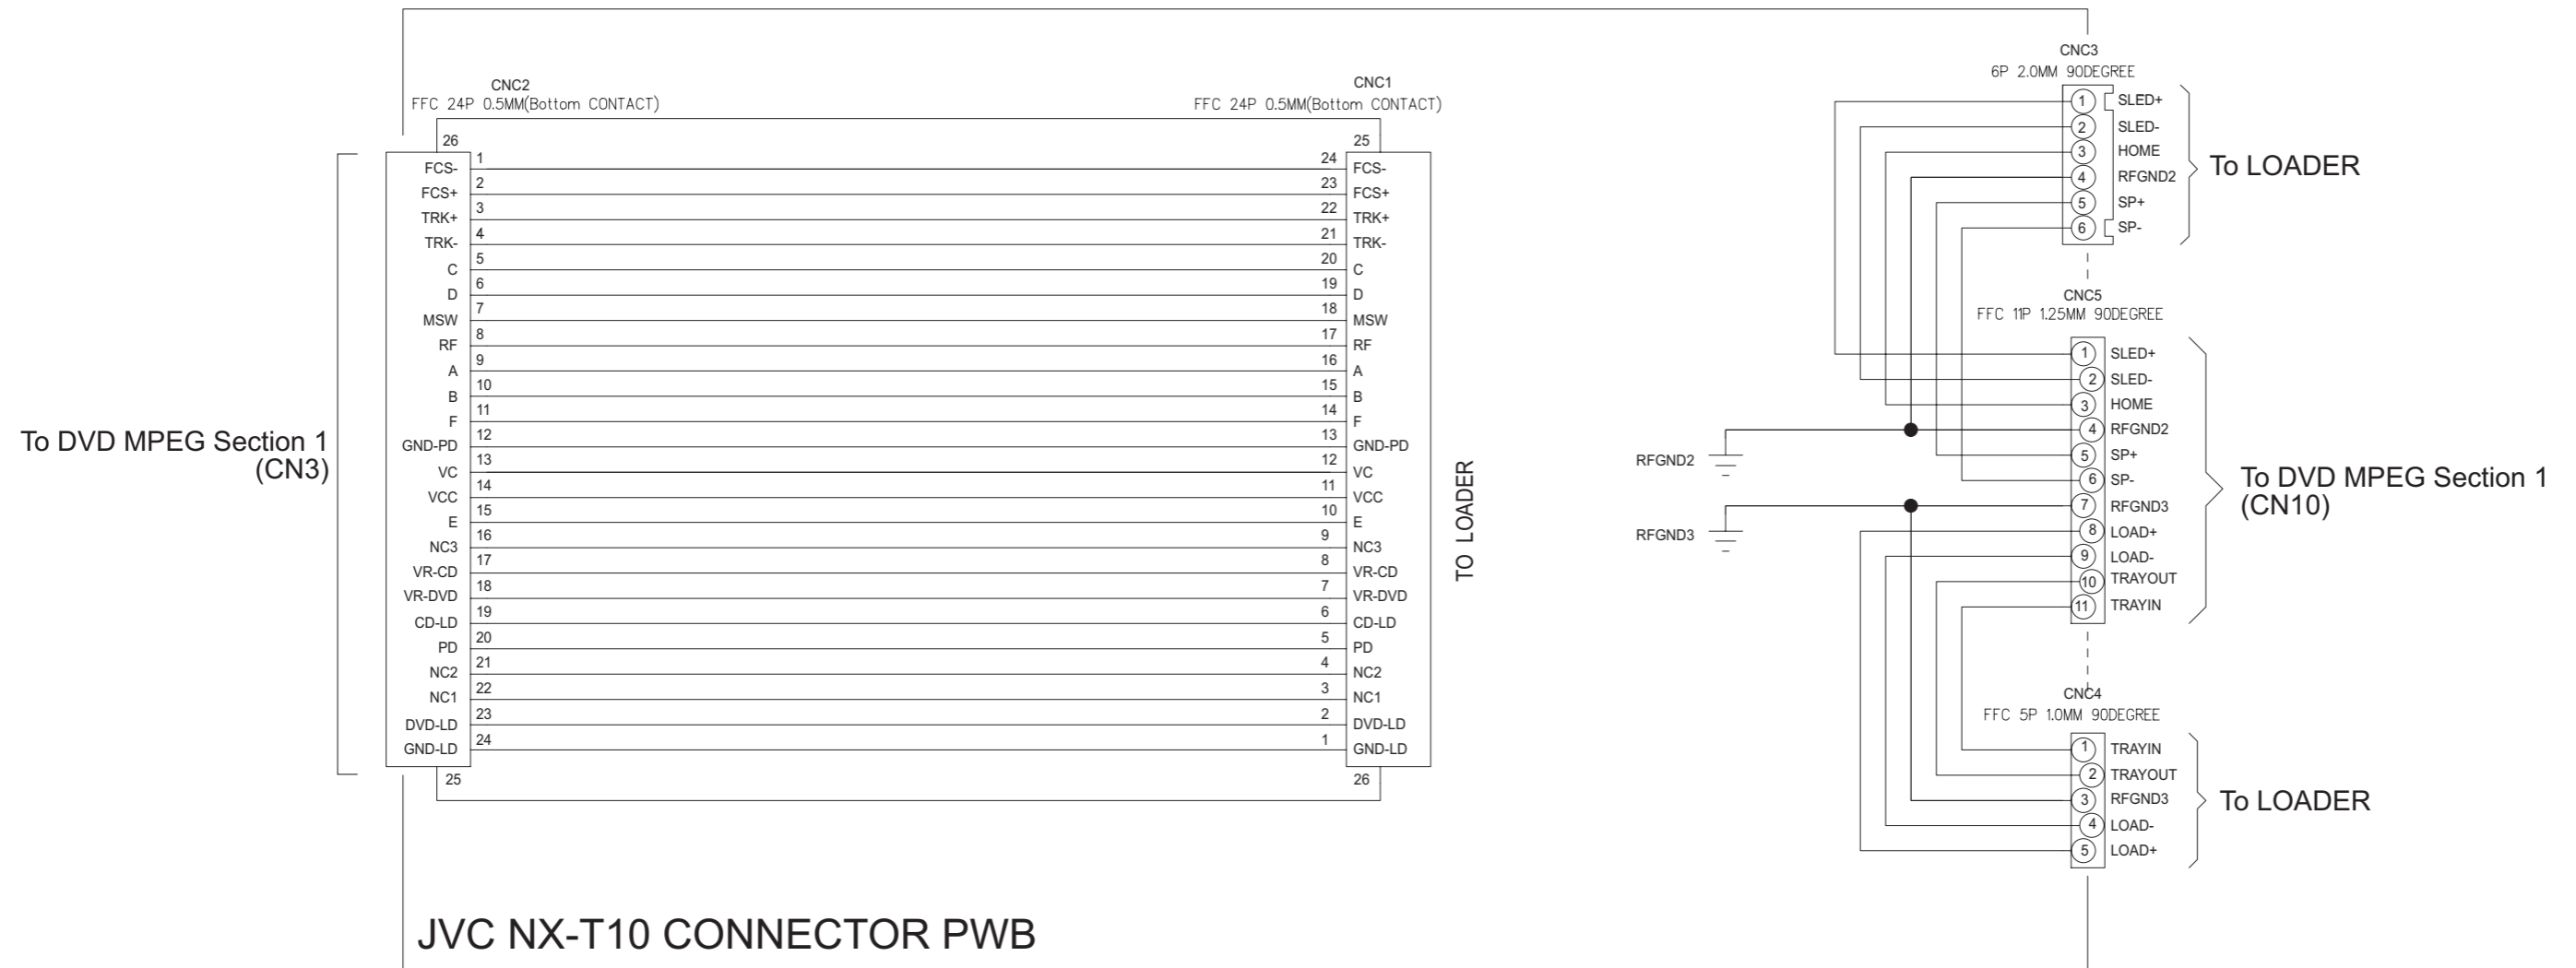 CNC3
6P 2.0MM 90DEGREE
CNC2
FFC 24P 0.5MM(Bottom CONTACT)
CNC1
FFC 24P 0.5MM(Bottom CONTACT)
26
25
FCS- 1 24 FCS-
FCS+ 2 23 FCS+
TRK+ 3 22 TRK+
TRK- 4 21 TRK-
C 5 20 C
D 6 19 D
MSW 7 18 MSW
RF 8 17 RF
A 9 16 A
B 10 15 B
F 11 14 F
GND-PD 12 13 GND-PD
VC 13 12 VC
VCC 14 11 VCC
E 15 10 E
NC3 16 9 NC3
VR-CD 17 8 VR-CD
VR-DVD 18 7 VR-DVD
CD-LD 19 6 CD-LD
PD 20 5 PD
NC2 21 4 NC2
NC1 22 3 NC1
DVD-LD 23 2 DVD-LD
GND-LD 24 1 GND-LD
25
26
To DVD MPEG Section 1
(CN3)
TO LOADER
1 SLED+
2 SLED-
3 HOME
4 RFGND2
5 SP+
6 SP-
To LOADER
CNC5
FFC 11P 1.25MM 90DEGREE
1 SLED+
2 SLED-
3 HOME
4 RFGND2
5 SP+
6 SP-
7 RFGND3
8 LOAD+
9 LOAD-
10 TRAYOUT
11 TRAYIN
RFGND2
RFGND3
To DVD MPEG Section 1
(CN10)
CNC4
FFC 5P 1.0MM 90DEGREE
1 TRAYIN
2 TRAYOUT
3 RFGND3
4 LOAD-
5 LOAD+
To LOADER
JVC NX-T10 CONNECTOR PWB